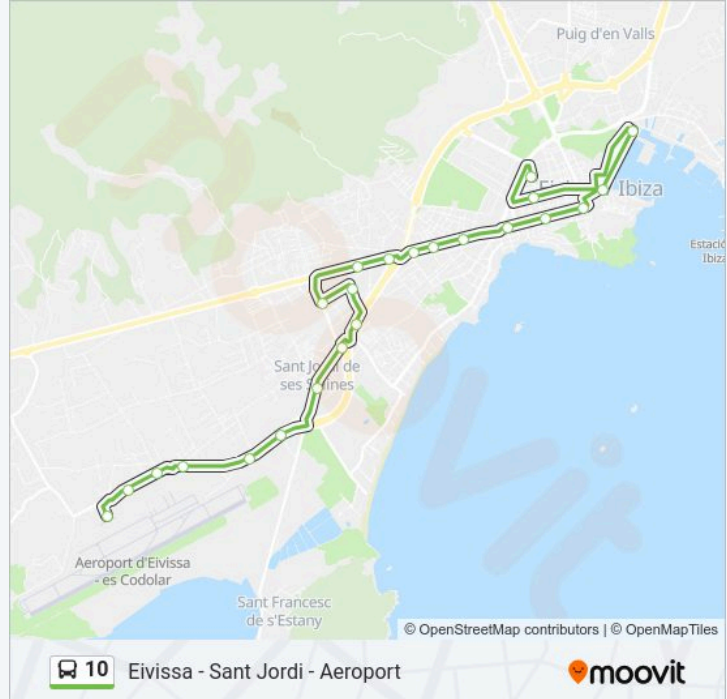 Puig d'en Valls
Ibiza
Estació
Ibiza
Sant Jordi de
ses Salines
Aeroport d'Eivissa
- es Codolar
Sant Francesc
de s'Estany
© OpenStreetMap contributors | © OpenMapTiles
10 Eivissa - Sant Jordi - Aeroport
moovit